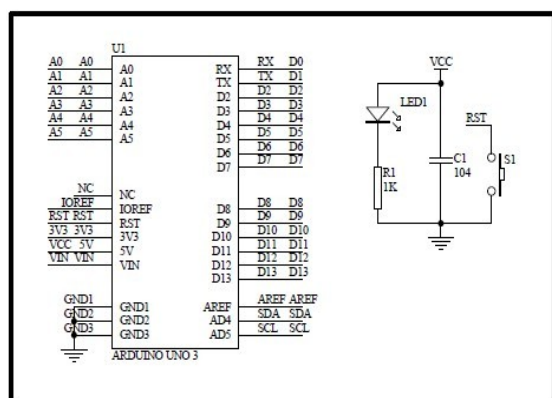 U1
A0 A0 A0 RX RX D0
A1 A1 A1 TX TX D1
A2 A2 A2 D2 D2 D2
A3 A3 A3 D3 D3 D3
A4 A4 A4 D4 D4 D4
A5 A5 A5 D5 D5 D5
D6 D6 D6
D7 D7 D7
NC NC
IOREF IOREF D8 D8 D8
RST RST RST D9 D9 D9
3V3 3V3 3V3 D10 D10 D10
VCC 5V 5V D11 D11 D11
VIN VIN VIN D12 D12 D12
D13 D13 D13
GND1 GND1 AREF AREF AREF
GND2 GND2 AD4 SDA SDA
GND3 GND3 AD5 SCL SCL
ARDUINO UNO 3
VCC
LED1
RST
C1
104
S1
R1
1K